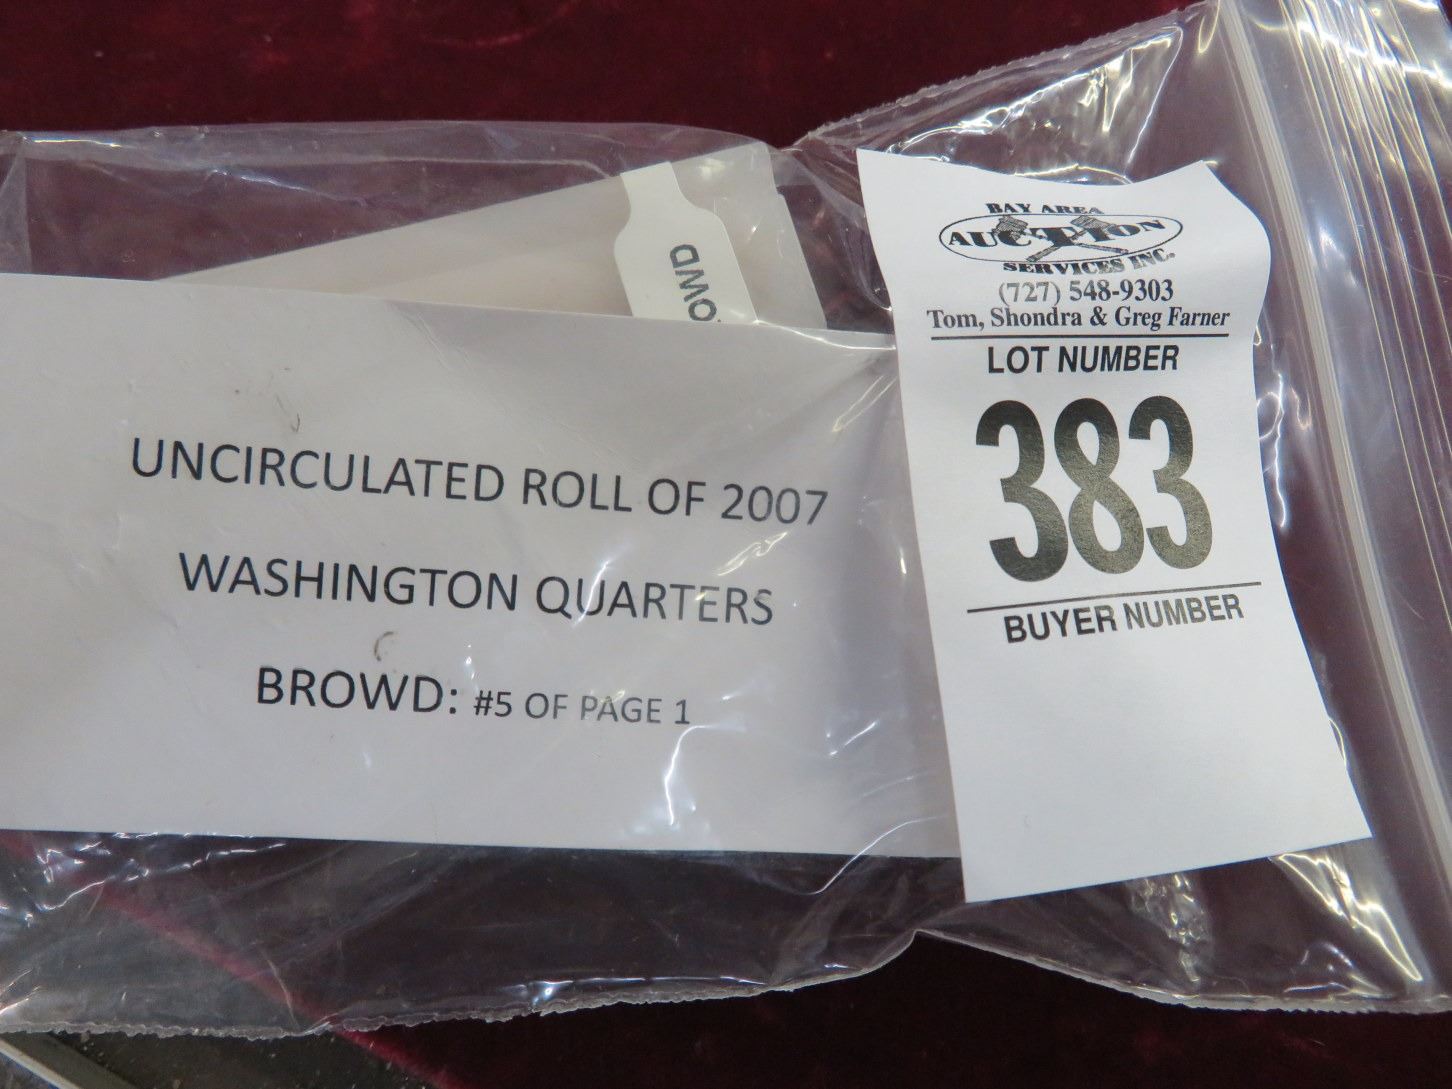 OWD
UNCIRCULATED ROLL OF 2007
WASHINGTON QUARTERS
BROWD: #5 OF PAGE 1
BAY AREA
AUCTION
SERVICES INC.
(727) 548-9303
Tom, Shondra & Greg Farner
LOT NUMBER
383
BUYER NUMBER